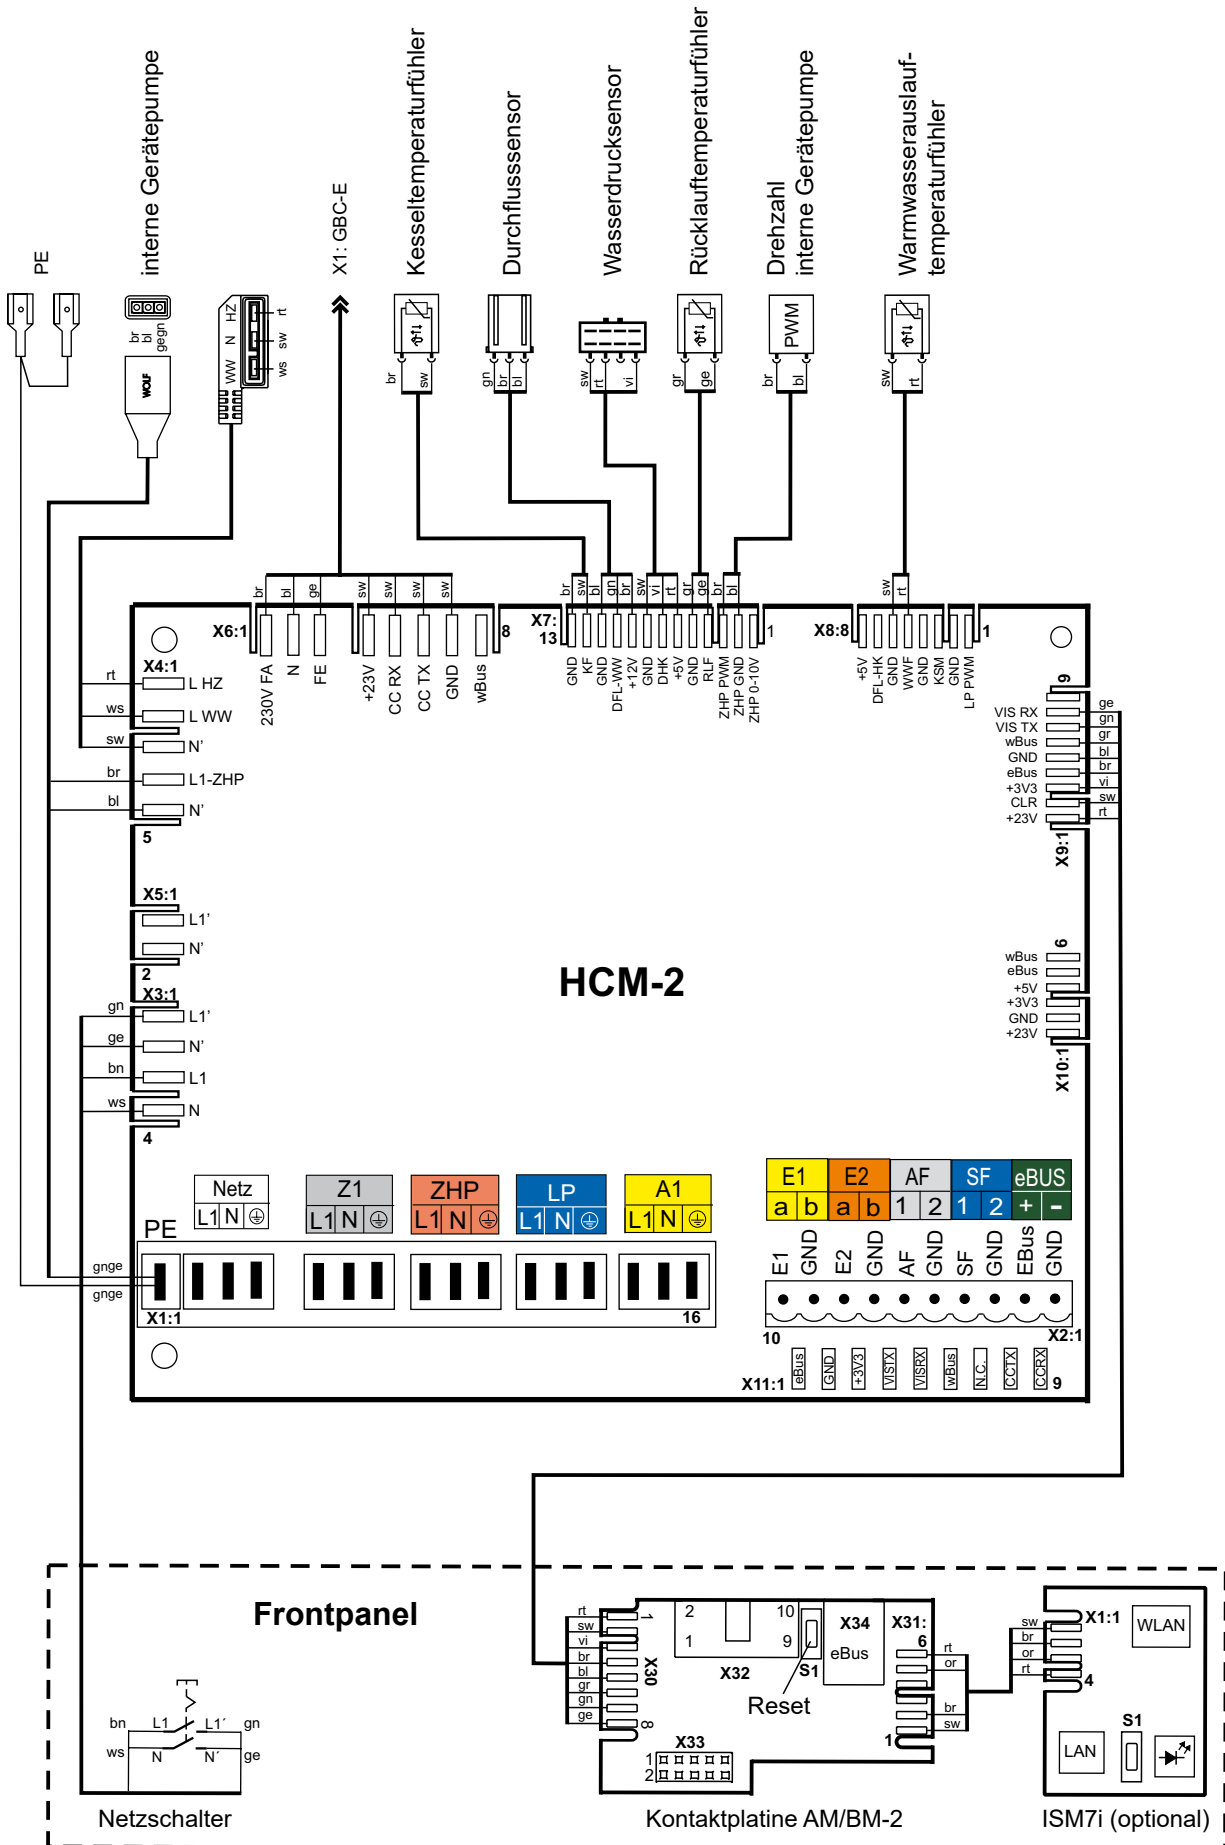 PE
interne Gerätepumpe
X1: GBC-E
Kesseltemperaturfühler
Durchflusssensor
Wasserdrucksensor
Rücklauftemperaturfühler
Drehzahl
interne Gerätepumpe
Warmwasserauslauf-
temperaturfühler
br
bl
gegn
WOLF
WW N HZ
ws sw rt
br sw
gn br bl
sw rt vi
gr ge
PWM
br bl
sw rt
br bl ge sw sw sw sw
br sw bl gn br sw vi rt gr ge br bl
sw rt
X6:1
8
X7:
13
1
X8:8
1
230V FA
N
FE
+23V
CC RX
CC TX
GND
wBus
GND
KF
GND
DFL-WW
+12V
GND
DHK
+5V
GND
RLF
ZHP PWM
ZHP GND
ZHP 0-10V
+5V
DFL-HK
GND
WWF
GND
KSM
GND
LP PWM
X4:1
rt L HZ
ws L WW
sw N'
br L1-ZHP
bl N'
5
X5:1
L1'
N'
2
X3:1
gn L1'
ge N'
bn L1
ws N
4
HCM-2
9
VIS RX ge
VIS TX gn
wBus gr
GND bl
eBus br
+3V3 vi
CLR sw
+23V rt
X9:1
6
wBus
eBus
+5V
+3V3
GND
+23V
X10:1
Netz
L1 N
Z1
L1 N
ZHP
L1 N
LP
L1 N
A1
L1 N
PE
gnge
gnge
X1:1
16
E1 E2 AF SF eBUS
a b a b 1 2 1 2 + -
E1 GND E2 GND AF GND SF GND EBus GND
10
X2:1
X11:1 eBus GND +3V3 VISTX VISRX wBus N.C. CCTX CCRX 9
Frontpanel
bn L1 L1´ gn
ws N N´ ge
Netzschalter
rt
sw
vi
br
bl
gr
gn
ge
1
X30
8
2 10
1 9
X32
S1
Reset
X34
eBus
X31:
6
rt
or
br
sw
1
X33
1
2
Kontaktplatine AM/BM-2
sw
br
or
rt
X1:1
4
WLAN
LAN
S1
ISM7i (optional)